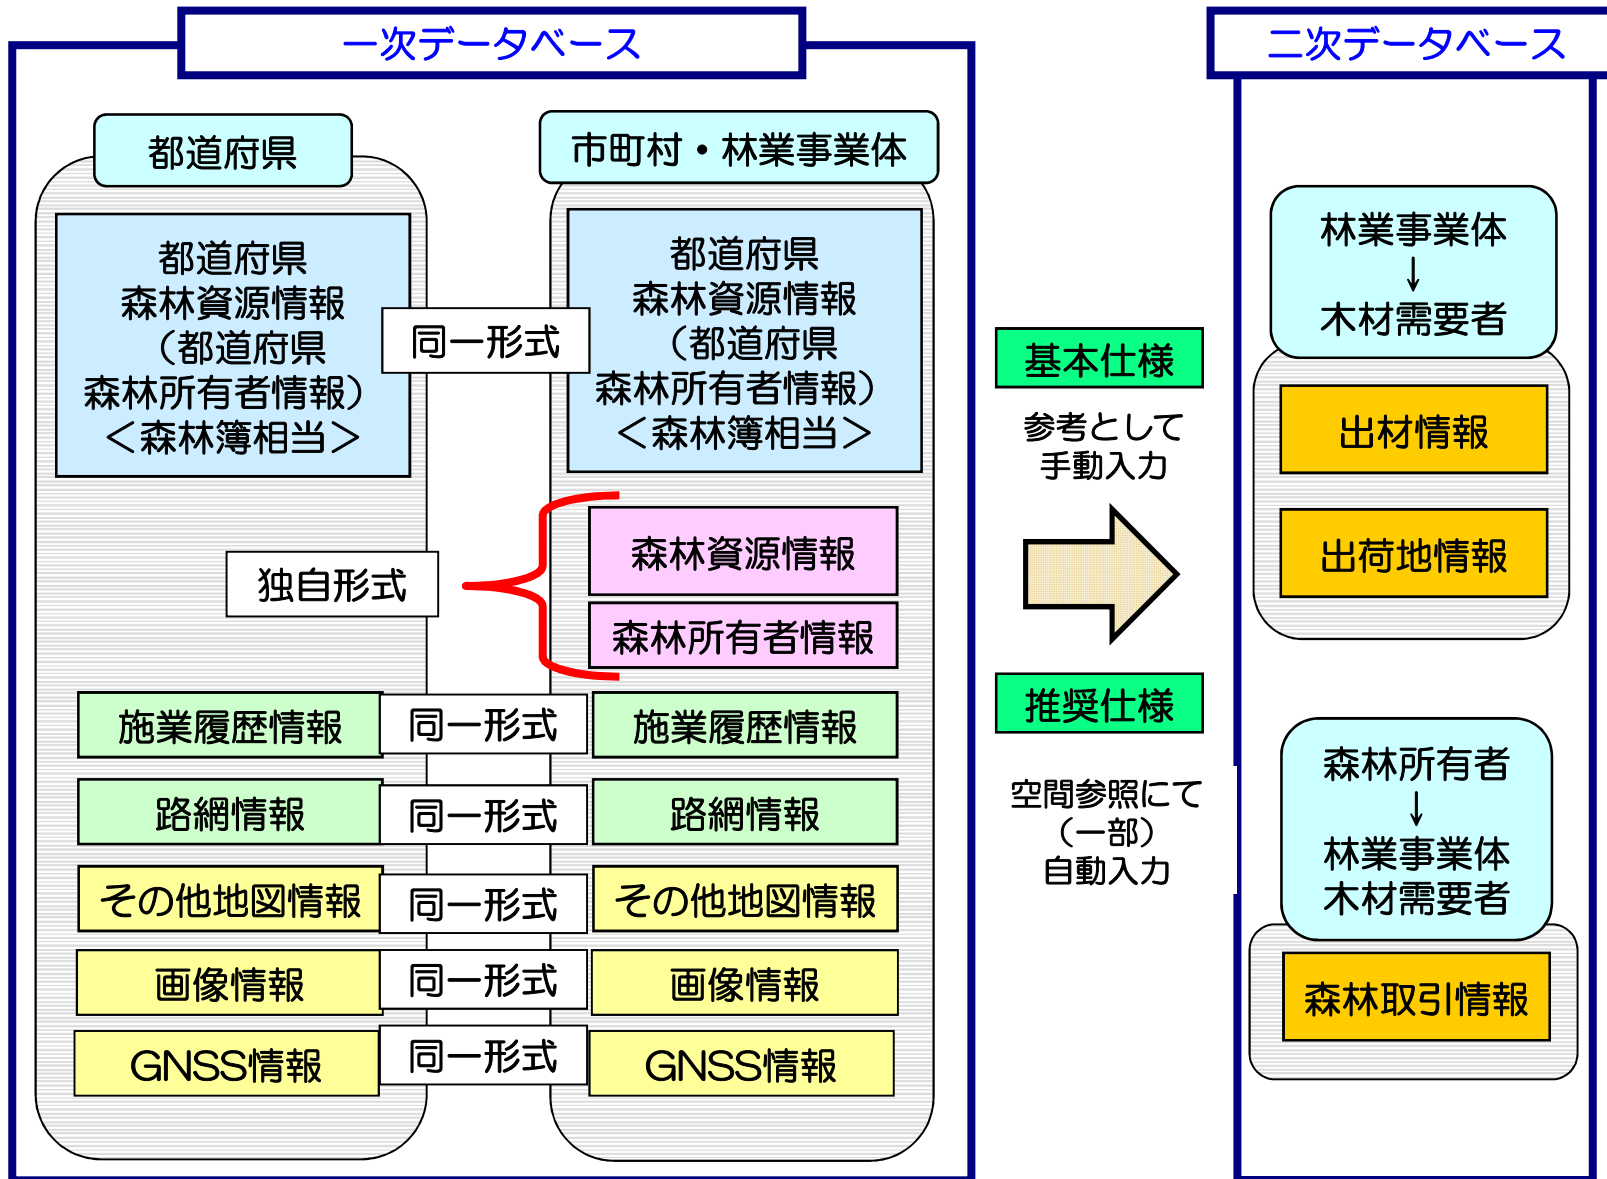 一次データベース
都道府県
都道府県
森林資源情報
（都道府県
森林所有者情報）
＜森林簿相当＞
同一形式
市町村・林業事業体
都道府県
森林資源情報
（都道府県
森林所有者情報）
＜森林簿相当＞
独自形式
森林資源情報
森林所有者情報
施業履歴情報
同一形式
施業履歴情報
路網情報
同一形式
路網情報
その他地図情報
同一形式
その他地図情報
画像情報
同一形式
画像情報
GNSS情報
同一形式
GNSS情報
基本仕様
参考として
手動入力
推奨仕様
空間参照にて
（一部）
自動入力
二次データベース
林業事業体
↓
木材需要者
出材情報
出荷地情報
森林所有者
↓
林業事業体
木材需要者
森林取引情報